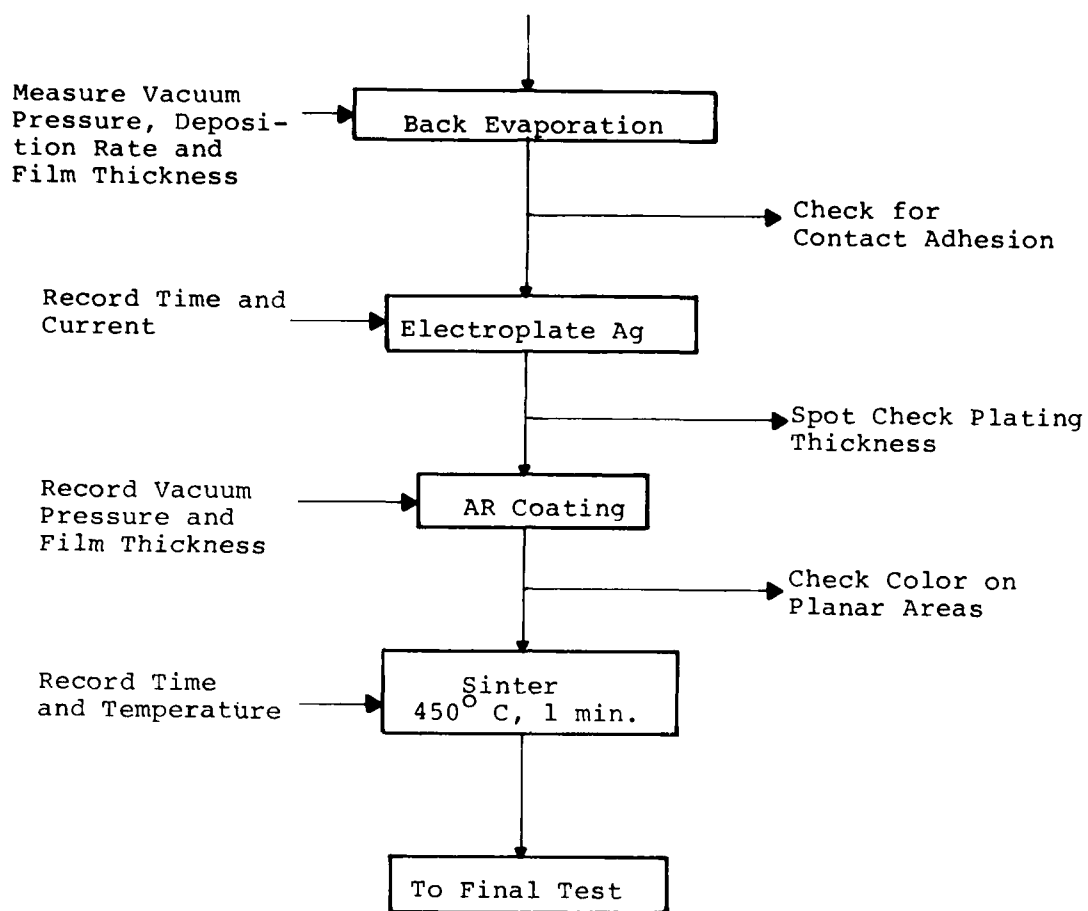 Measure Vacuum
Pressure, Deposi-
tion Rate and
Film Thickness
Back Evaporation
Check for
Contact Adhesion
Record Time and
Current
Electroplate Ag
Spot Check Plating
Thickness
Record Vacuum
Pressure and
Film Thickness
AR Coating
Check Color on
Planar Areas
Record Time
and Temperature
Sinter
450° C, 1 min.
To Final Test